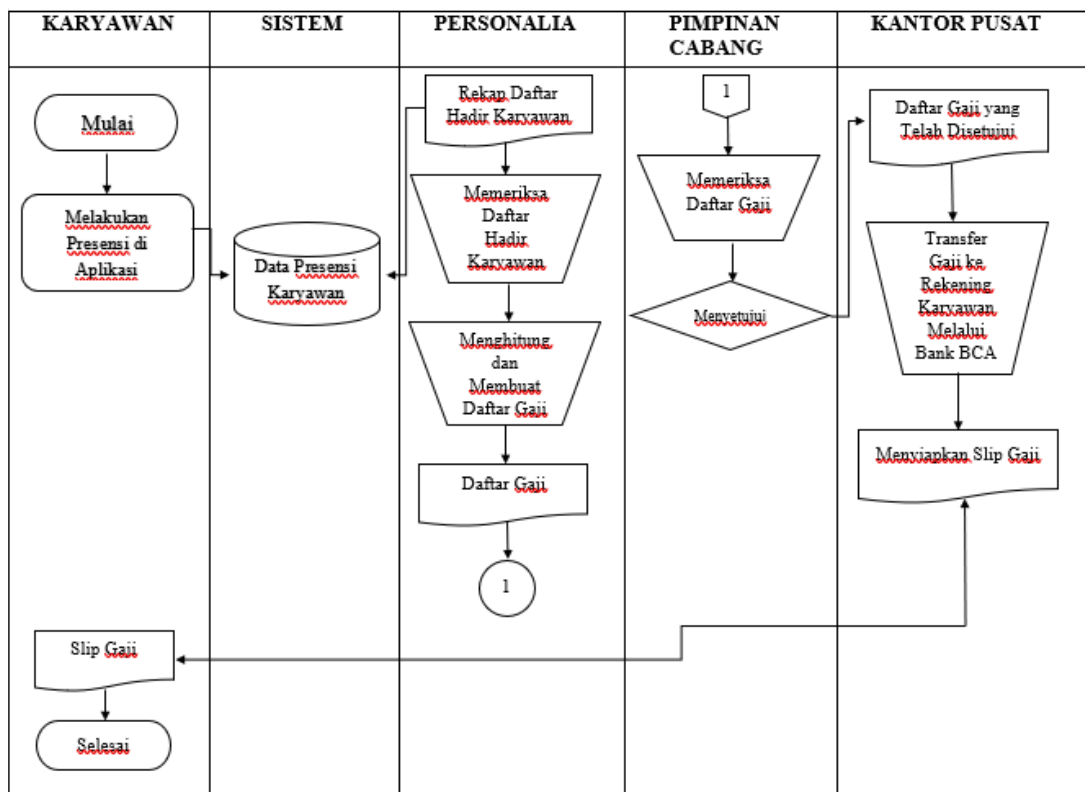 KARYAWAN
SISTEM
PERSONALIA
PIMPINAN
CABANG
KANTOR PUSAT
Mulai
Melakukan
Presensi di
Aplikasi
Data Presensi
Karyawan
Rekap Daftar
Hadir Karyawan
Memeriksa
Daftar
Hadir
Karyawan
Menghitung
dan
Membuat
Daftar Gaji
Daftar Gaji
1
1
Memeriksa
Daftar Gaji
Menyetujui
Daftar Gaji yang
Telah Disetujui
Transfer
Gaji ke
Rekening
Karyawan
Melalui
Bank BCA
Menyiapkan Slip Gaji
Slip Gaji
Selesai